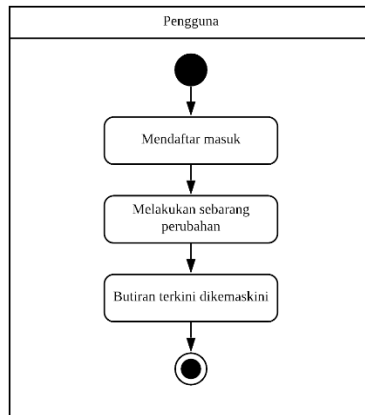 Pengguna
Mendaftar masuk
Melakukan sebarang
perubahan
Butiran terkini dikemaskini